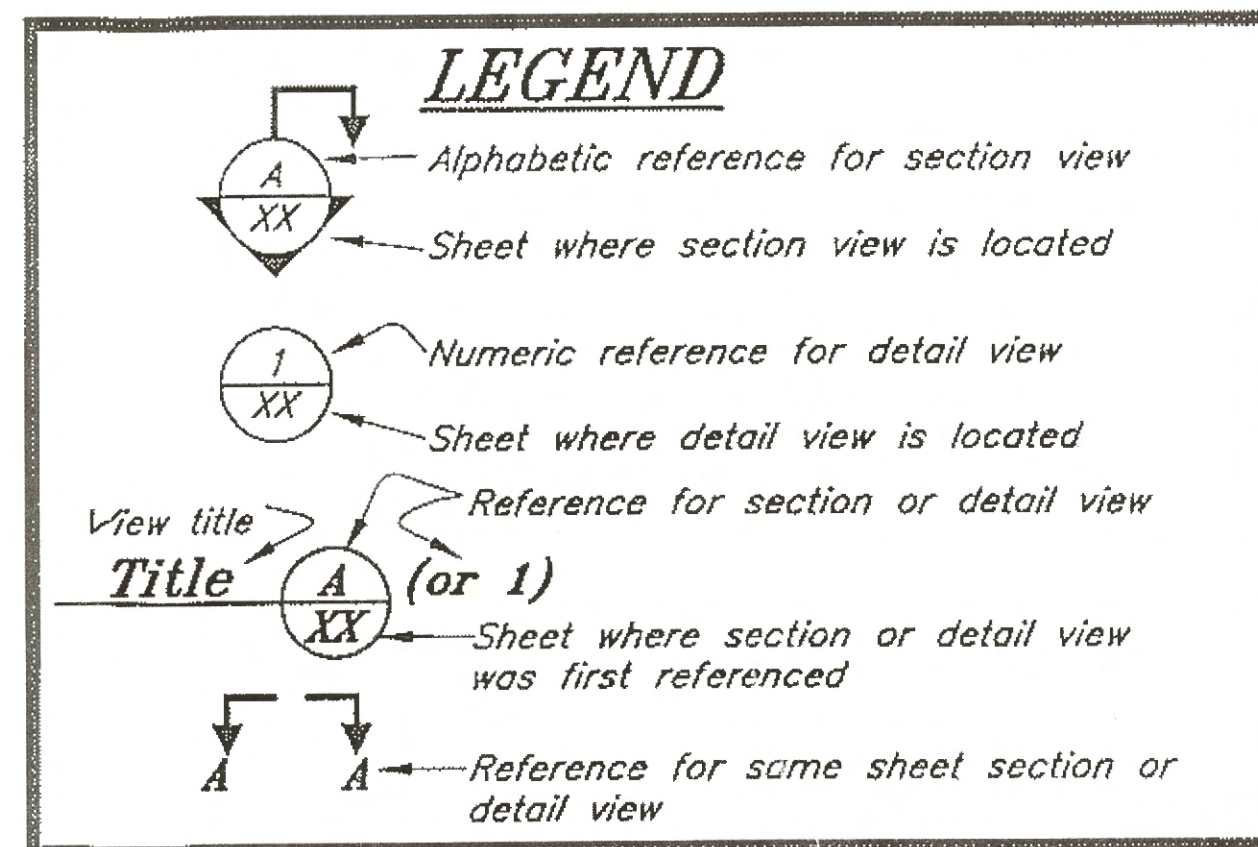 LEGEND
A
XX
Alphabetic reference for section view
Sheet where section view is located
1
XX
Numeric reference for detail view
Sheet where detail view is located
View title
Reference for section or detail view
Title
A
XX
(or 1)
Sheet where section or detail view
was first referenced
A A
Reference for same sheet section or
detail view